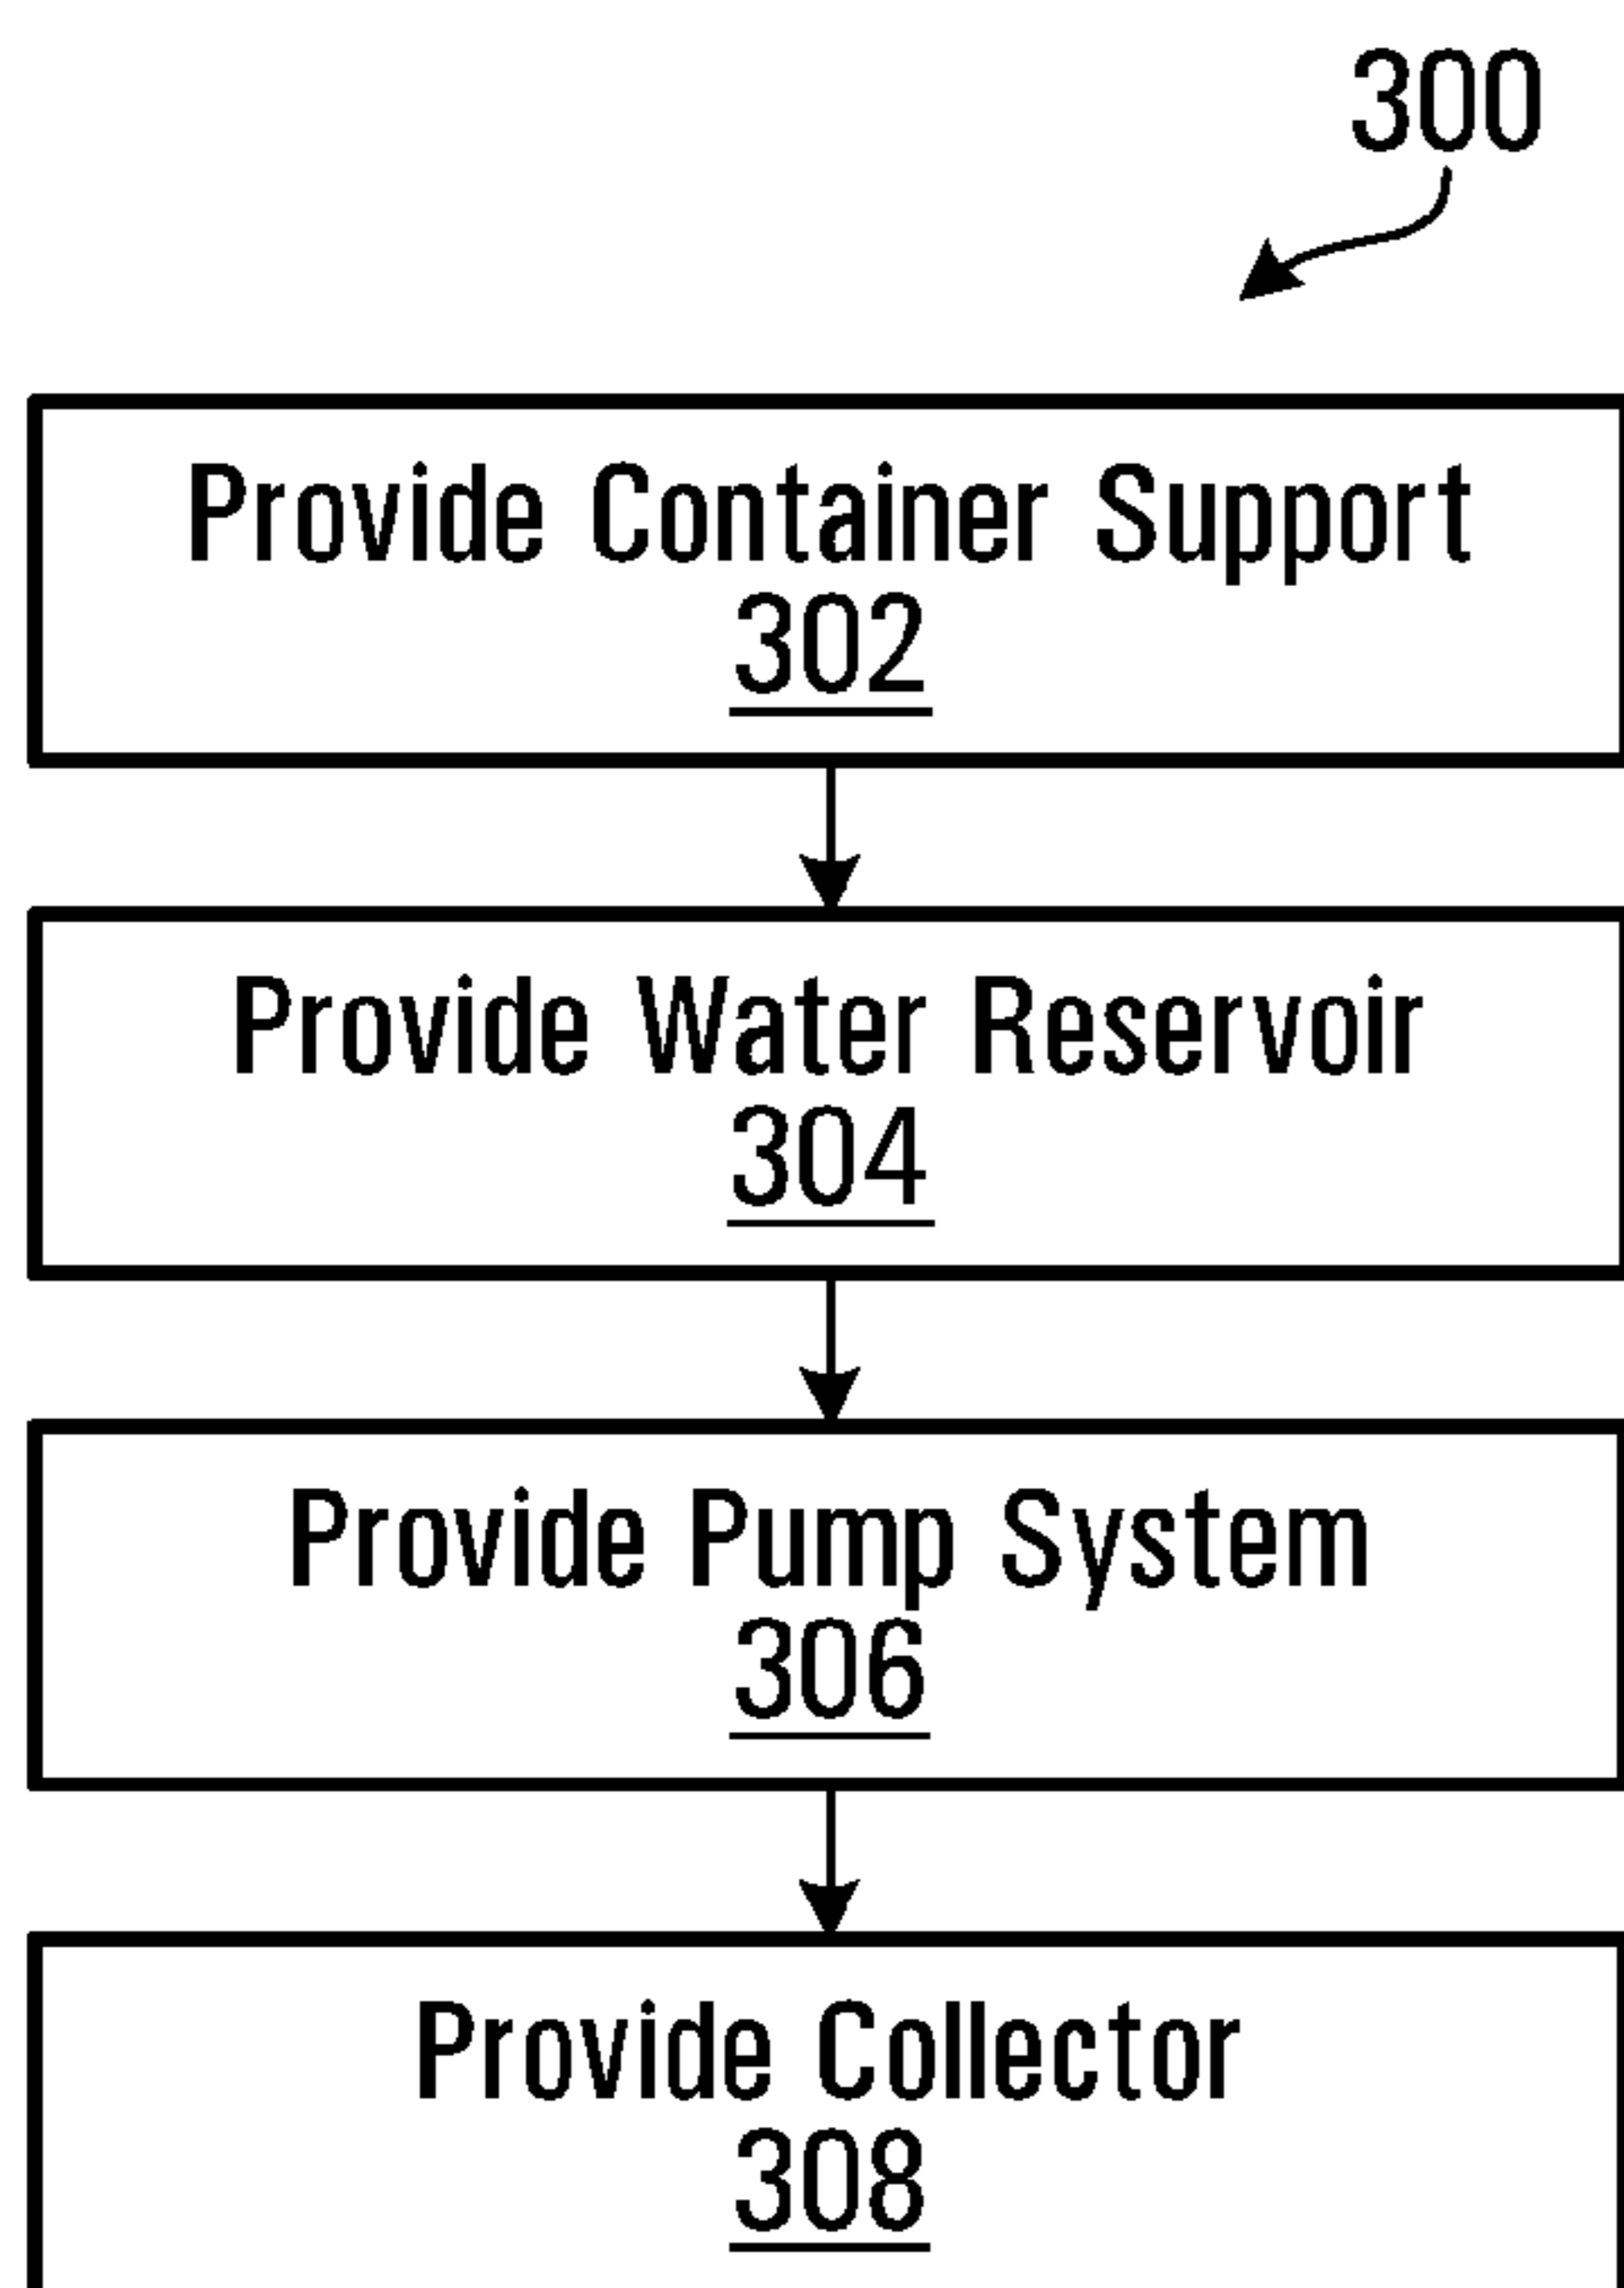 300
Provide Container Support
302
Provide Water Reservoir
304
Provide Pump System
306
Provide Collector
308